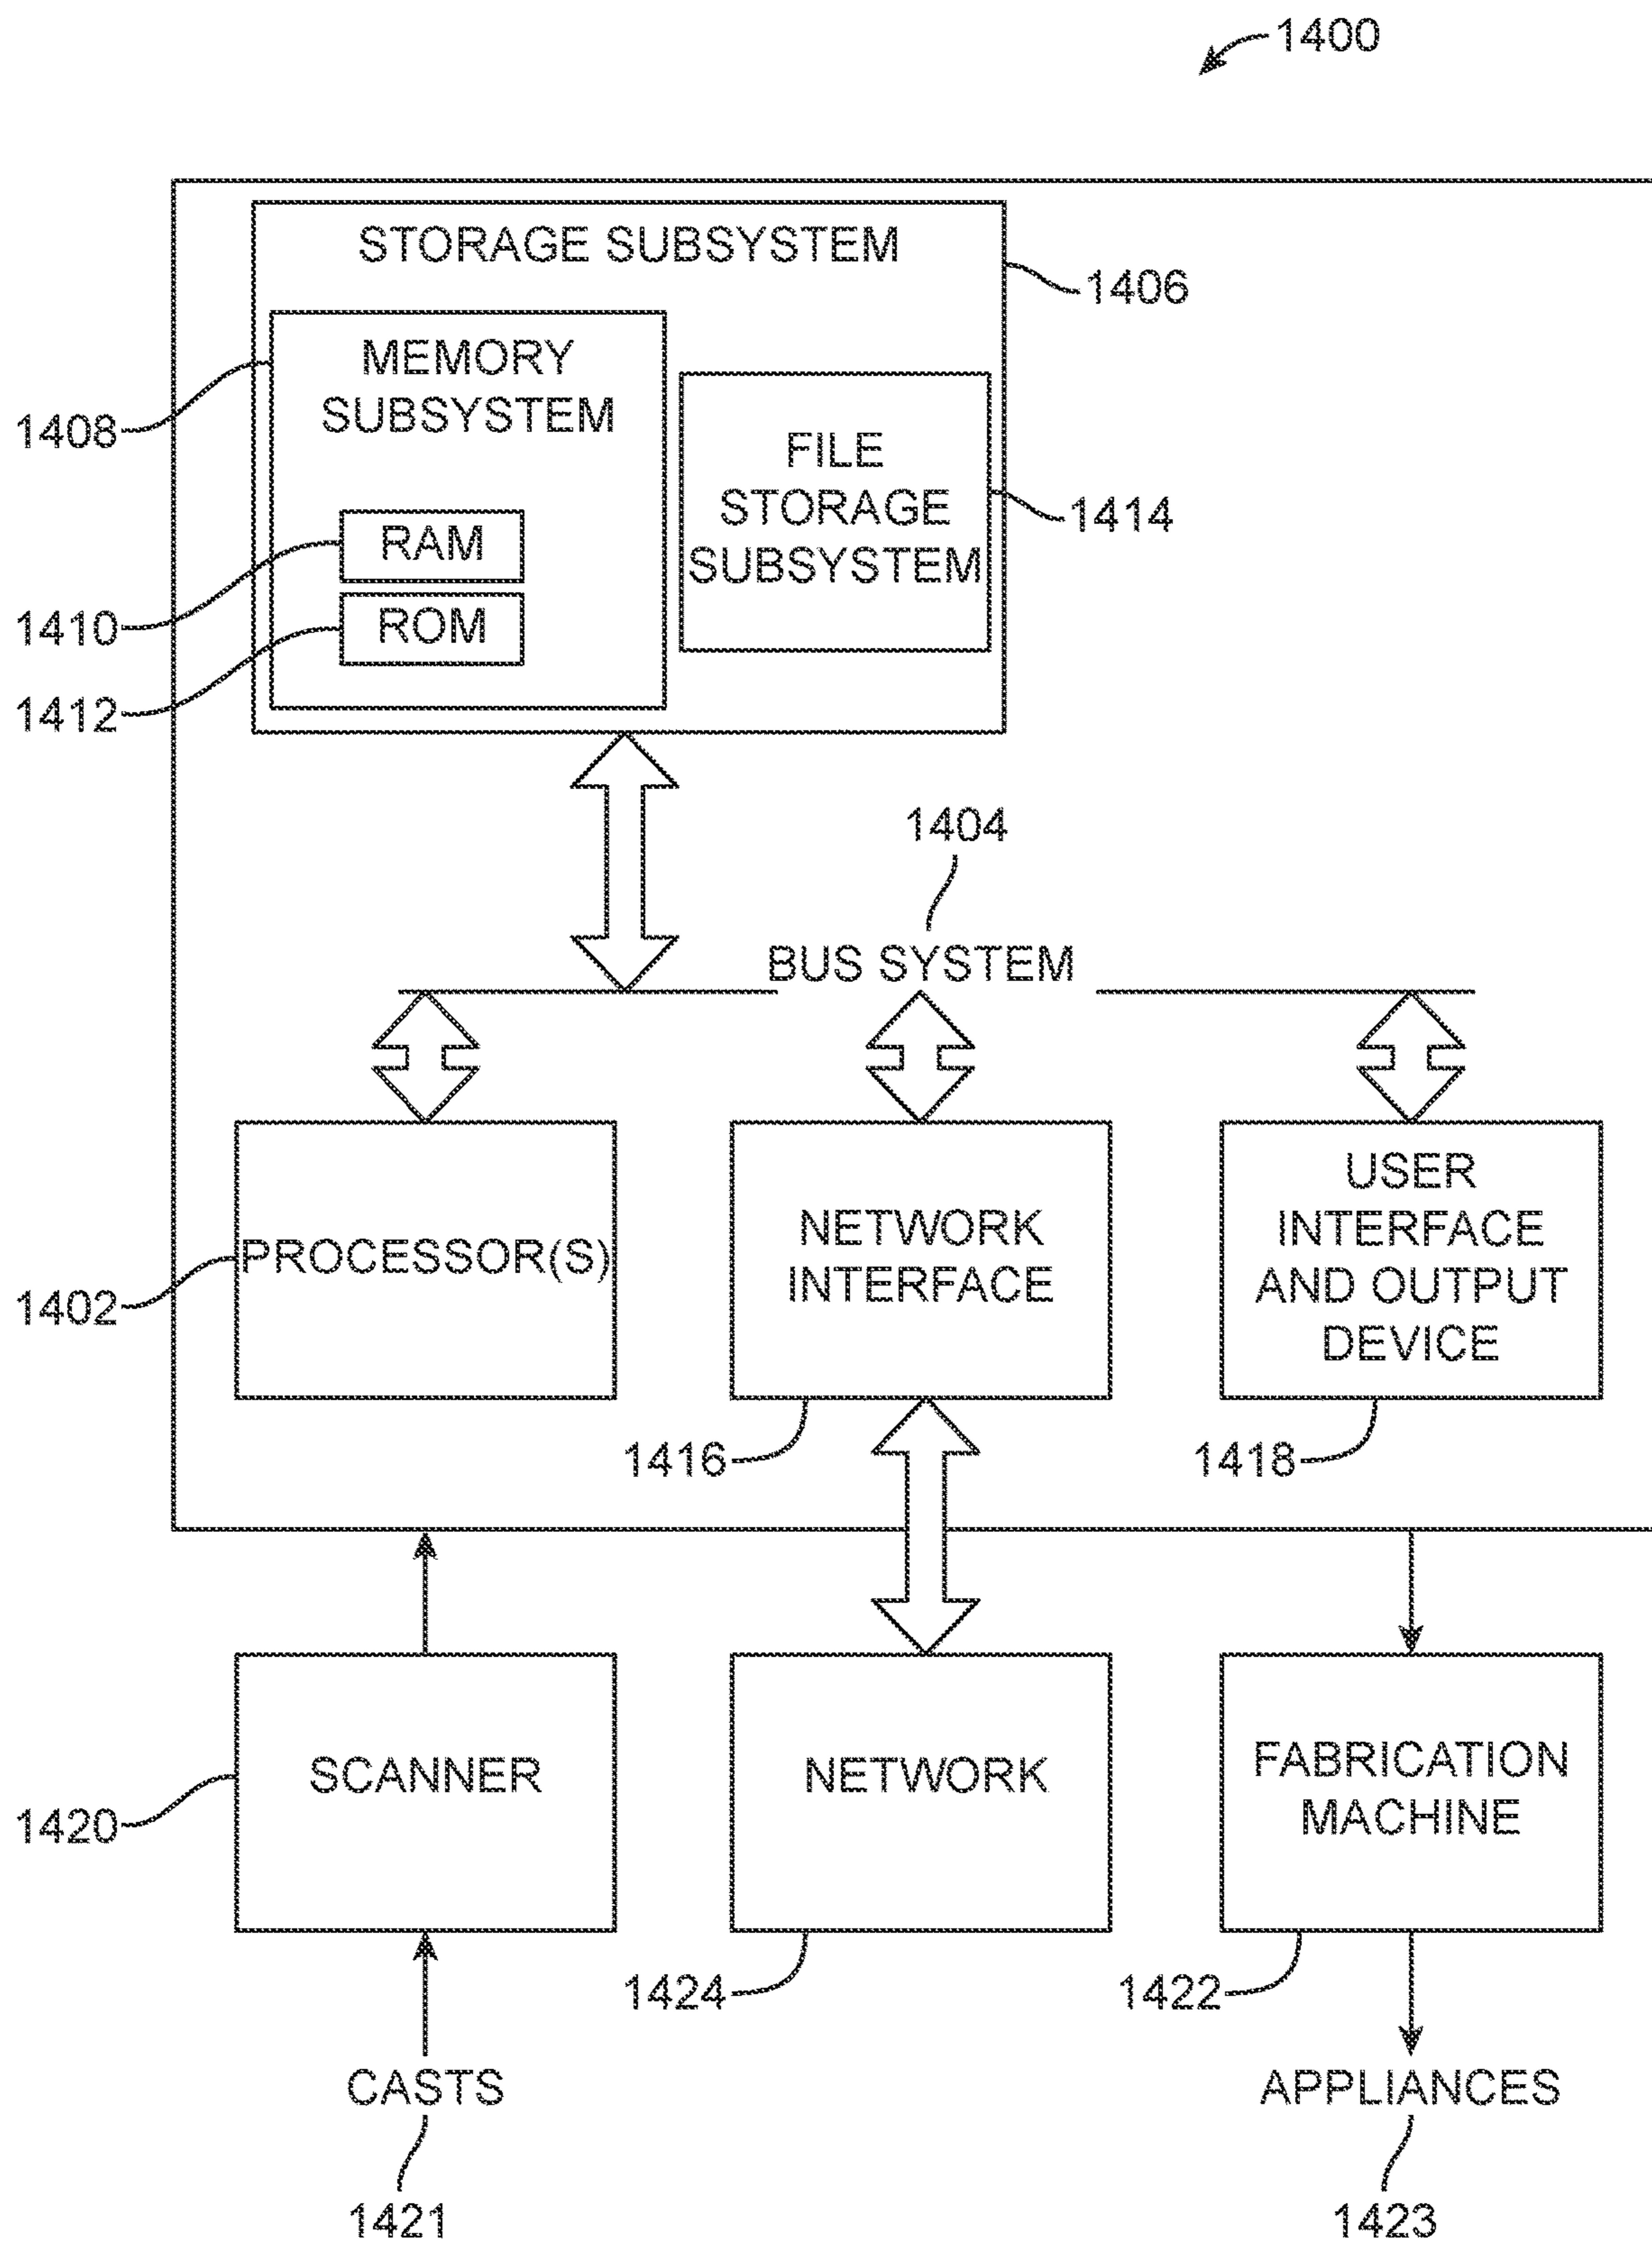 1400
STORAGE SUBSYSTEM
1406
MEMORY
SUBSYSTEM
1408
FILE
STORAGE
SUBSYSTEM
1414
RAM
1410
ROM
1412
1404
BUS SYSTEM
PROCESSOR(S)
1402
NETWORK
INTERFACE
1416
USER
INTERFACE
AND OUTPUT
DEVICE
1418
SCANNER
1420
NETWORK
1424
FABRICATION
MACHINE
1422
CASTS
1421
APPLIANCES
1423